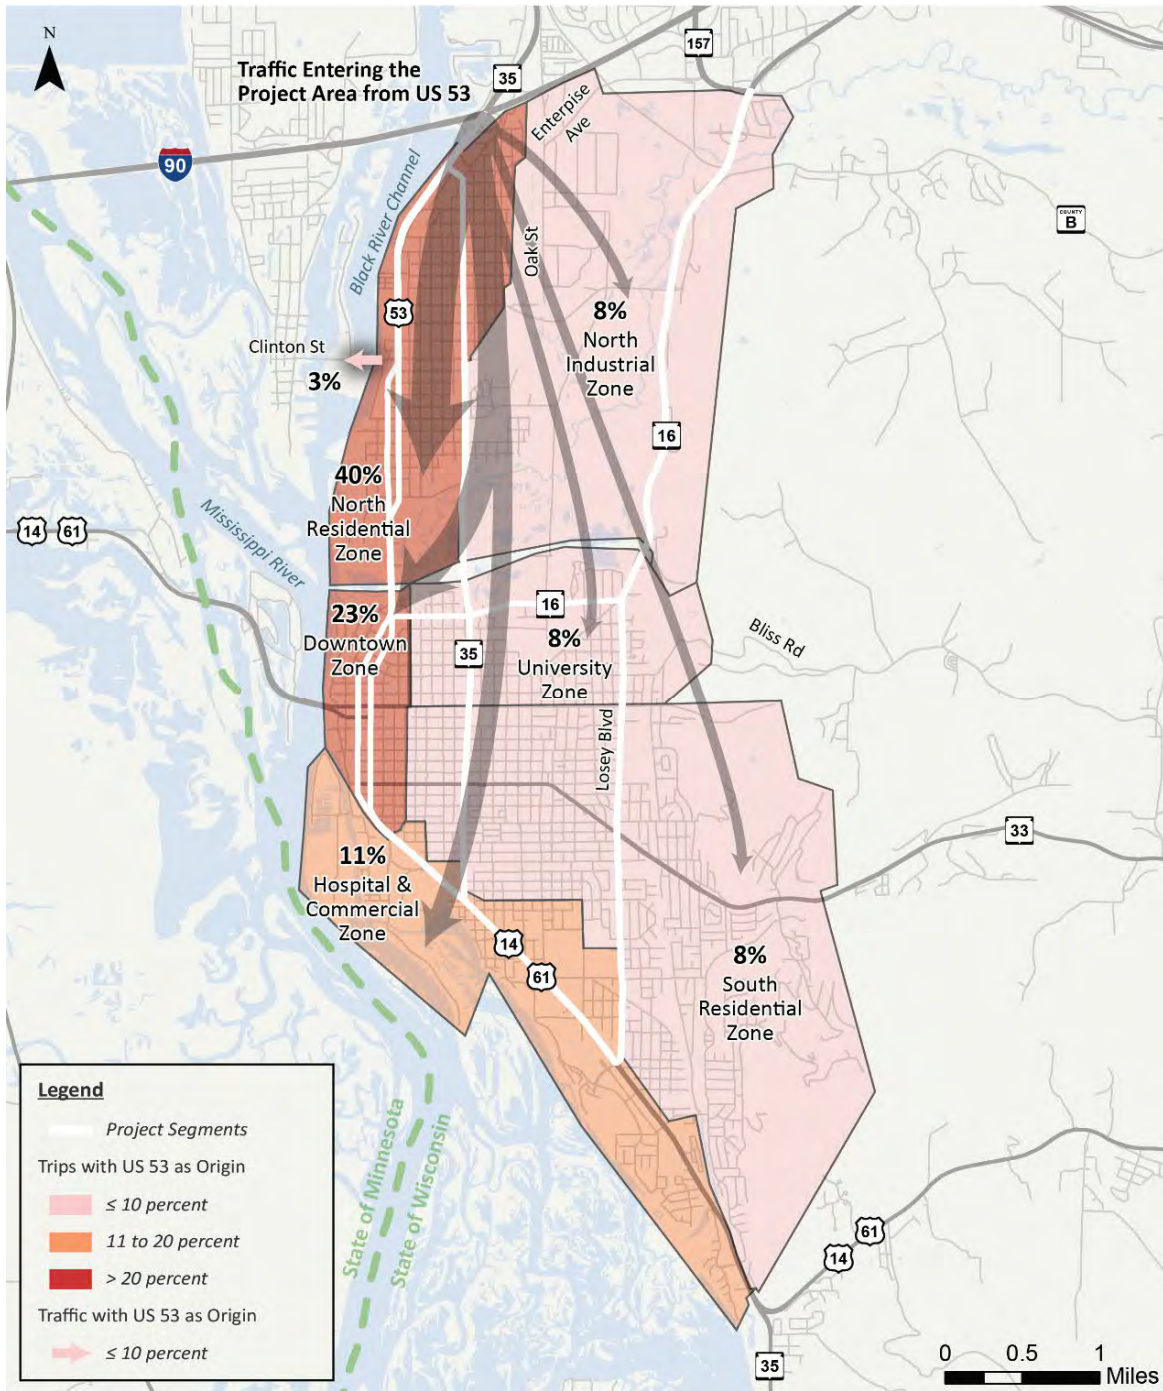 N
Traffic Entering the
Project Area from US 53
35
157
Enterpise
Ave
90
Black River Channel
COUNTY
B
Oak St
53
8%
North
Industrial
Zone
Clinton St
3%
16
40%
North
Residential
Zone
14
61
Mississippi River
23%
Downtown
Zone
16
35
8%
University
Zone
Bliss Rd
Losey Blvd
33
11%
Hospital &
Commercial
Zone
14
61
8%
South
Residential
Zone
Legend
Project Segments
Trips with US 53 as Origin
≤ 10 percent
11 to 20 percent
> 20 percent
Traffic with US 53 as Origin
≤ 10 percent
State of Minnesota
State of Wisconsin
61
14
35
0
0.5
1
Miles